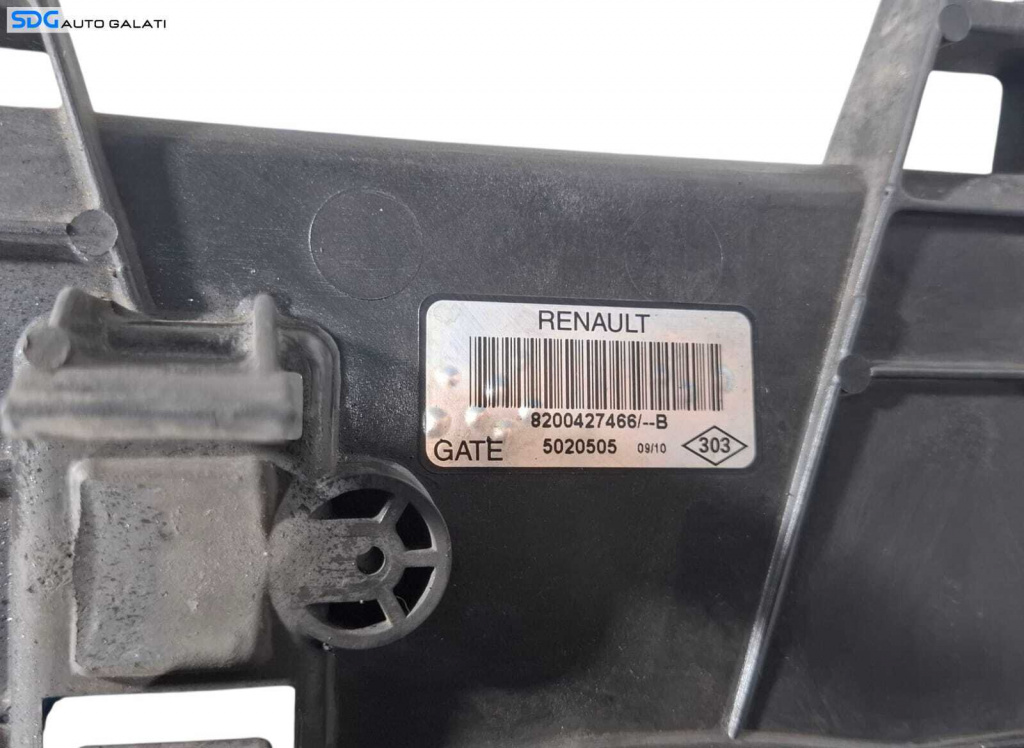 SDG AUTO GALATI
RENAULT
8200427466/--B
GATE 5020505 09/10 303